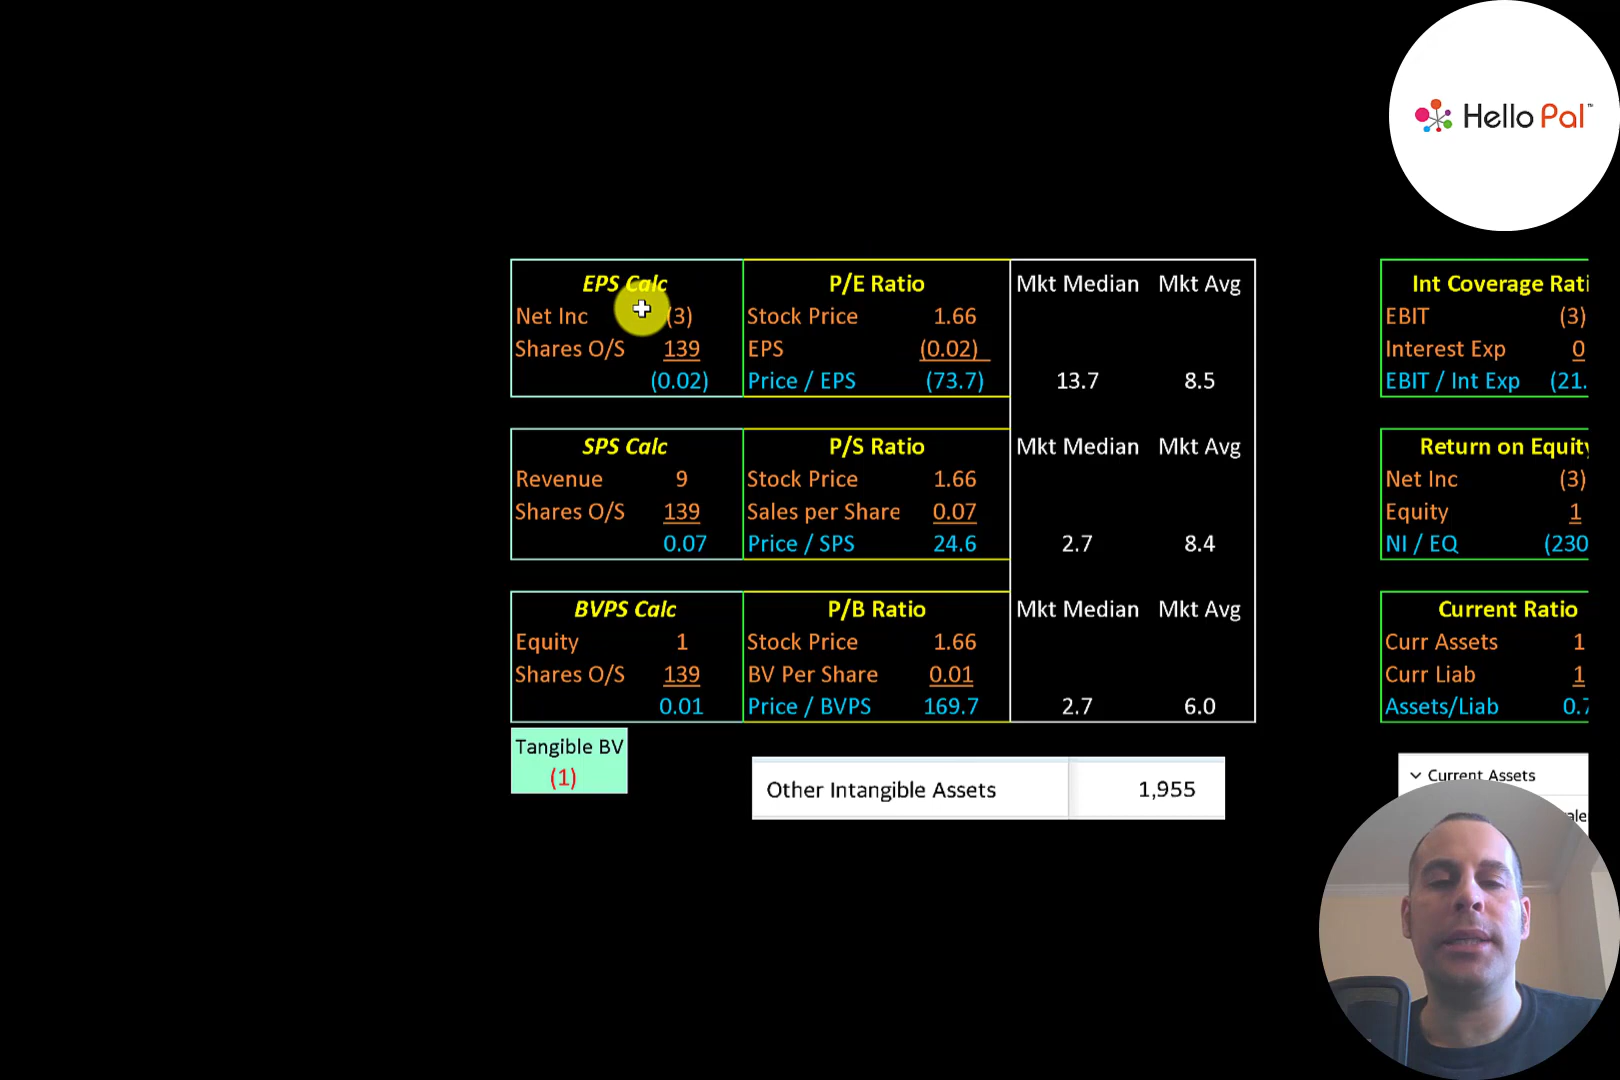 Hello Pal™
EPS Calc P/E Ratio Mkt Median Mkt Avg Int Coverage Rati
Net Inc (3) Stock Price 1.66 EBIT (3)
Shares O/S 139 EPS (0.02) Interest Exp 0
(0.02) Price / EPS (73.7) 13.7 8.5 EBIT / Int Exp (21.
SPS Calc P/S Ratio Mkt Median Mkt Avg Return on Equity
Revenue 9 Stock Price 1.66 Net Inc (3)
Shares O/S 139 Sales per Share 0.07 Equity 1
0.07 Price / SPS 24.6 2.7 8.4 NI / EQ (230
BVPS Calc P/B Ratio Mkt Median Mkt Avg Current Ratio
Equity 1 Stock Price 1.66 Curr Assets 1
Shares O/S 139 BV Per Share 0.01 Curr Liab 1
0.01 Price / BVPS 169.7 2.7 6.0 Assets/Liab 0.7
Tangible BV
(1)
Other Intangible Assets 1,955
Current Assets